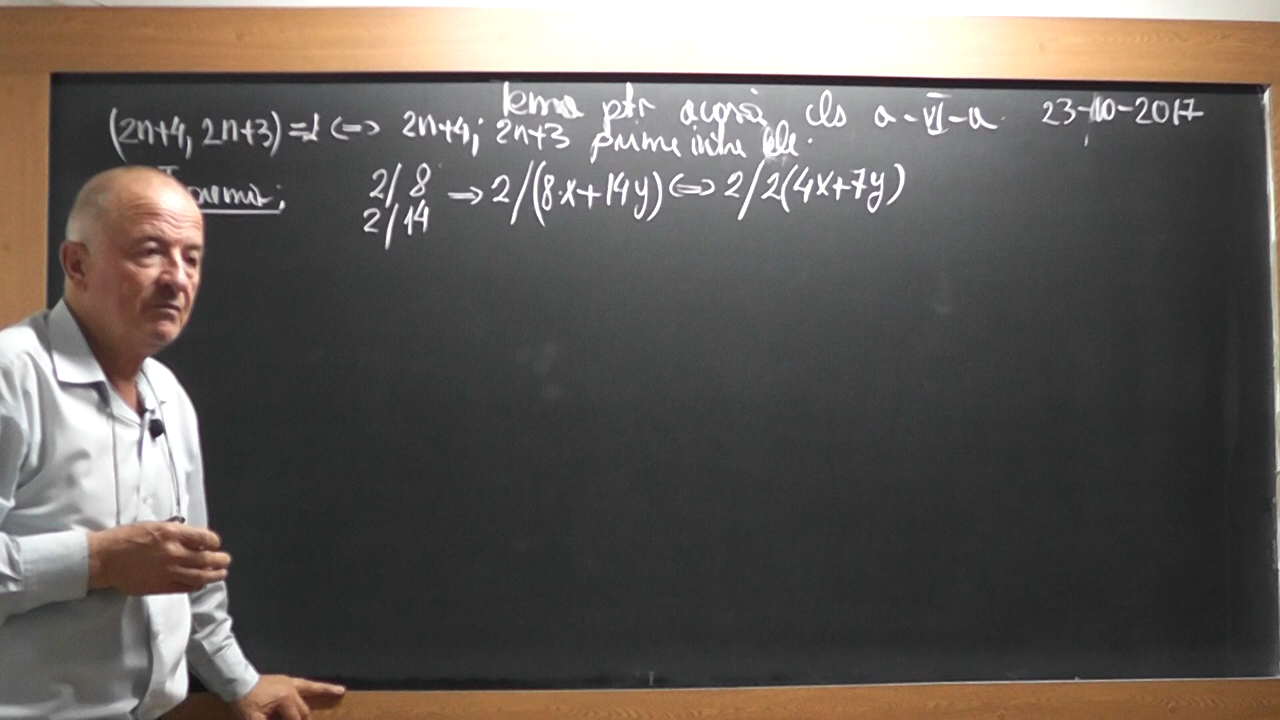 Tema ptr acasă cls a-VI-a 23-10-2017
(2n+4, 2n+3) = 1 <=> 2n+4; 2n+3 prime între ele.
2/8 => 2/(8·x+14y) <=> 2/2(4x+7y)
2/14